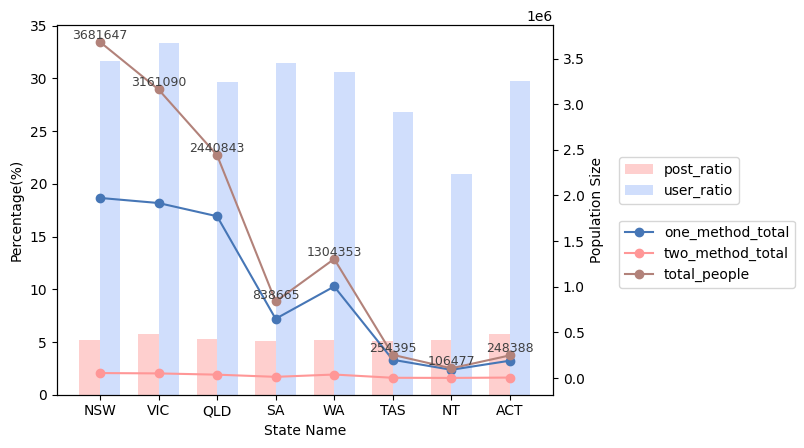 1e6
35
30
25
20
15
10
5
0
Percentage(%)
3681647
3161090
2440843
838665
1304353
254395
106477
248388
3.5
3.0
2.5
2.0
1.5
1.0
0.5
0.0
Population Size
NSW VIC QLD SA WA TAS NT ACT
State Name
post_ratio
user_ratio
one_method_total
two_method_total
total_people